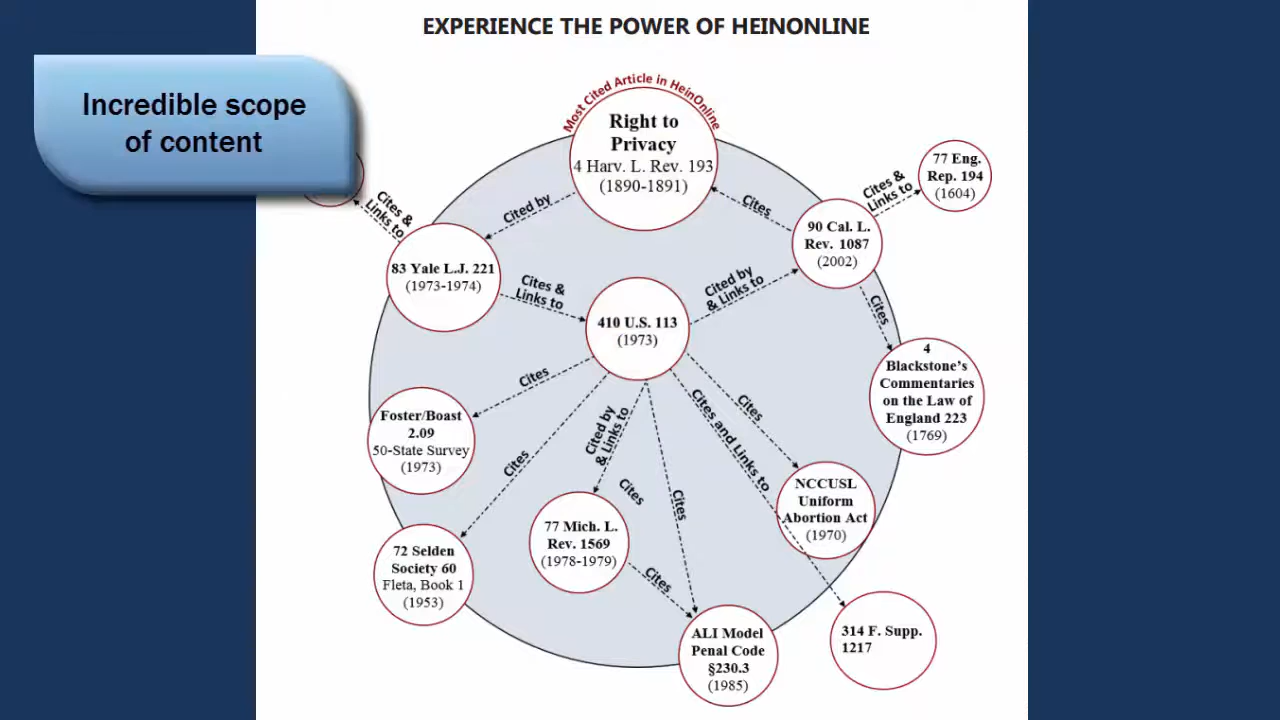 EXPERIENCE THE POWER OF HEINONLINE
Incredible scope
of content
Most Cited Article in HeinOnline
Right to
Privacy
4 Harv. L. Rev. 193
(1890-1891)
77 Eng.
Rep. 194
(1604)
Cites &
Links to
Cites &
Links to
Cited by
Cites
90 Cal. L.
Rev. 1087
(2002)
83 Yale L.J. 221
(1973-1974)
Cites &
Links to
Cited by
& Links to
Cites
410 U.S. 113
(1973)
4
Blackstone's
Commentaries
on the Law of
England 223
(1769)
Cites
Cites
Foster/Boast
2.09
50-State Survey
(1973)
Cited by
& Links to
Cites and Links to
Cites
Cites
Cites
NCCUSL
Uniform
Abortion Act
(1970)
72 Selden
Society 60
Fleta, Book 1
(1953)
77 Mich. L.
Rev. 1569
(1978-1979)
Cites
ALI Model
Penal Code
§230.3
(1985)
314 F. Supp.
1217